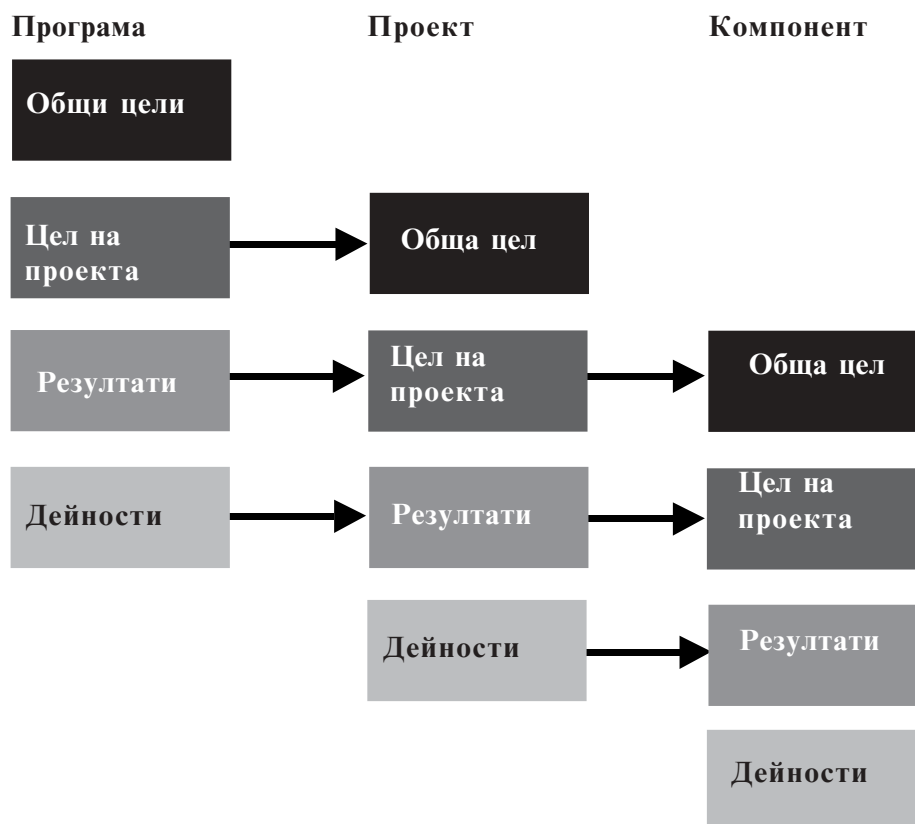 Програма Проект Компонент
Общи цели
Цел на
проекта
Обща цел
Резултати
Цел на
проекта
Обща цел
Дейности
Резултати
Цел на
проекта
Дейности
Резултати
Дейности